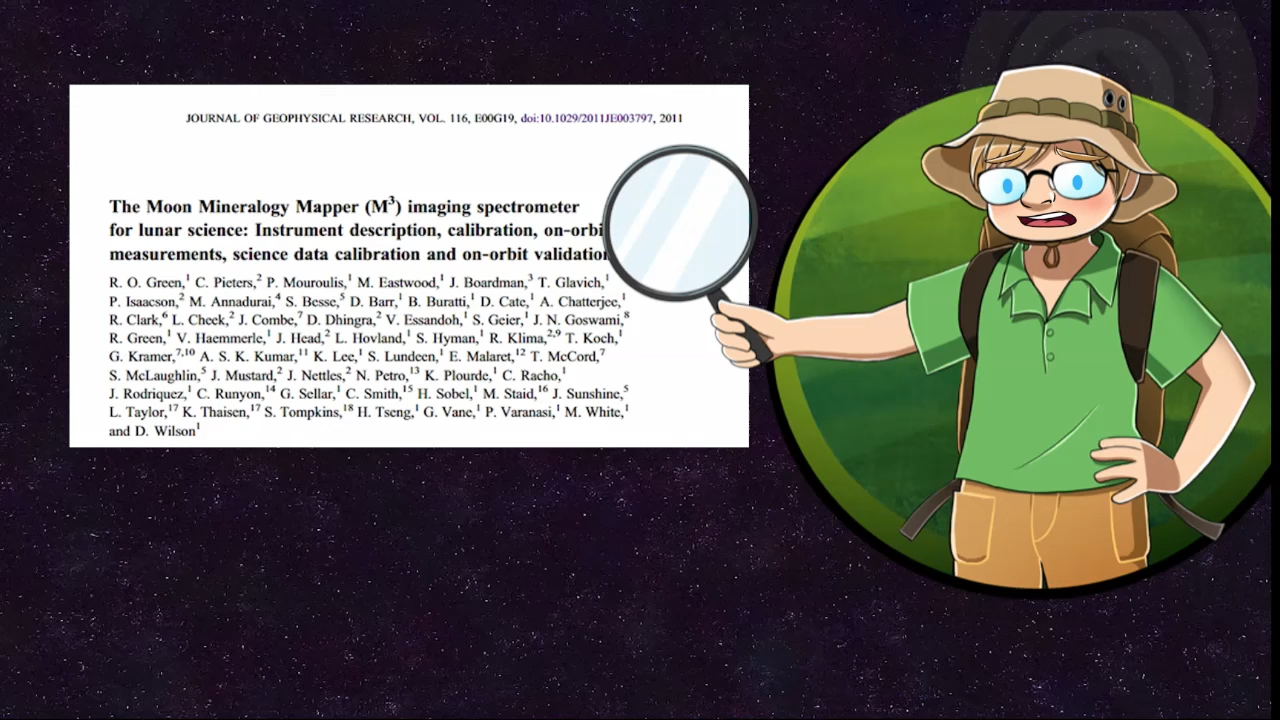 JOURNAL OF GEOPHYSICAL RESEARCH, VOL. 116, E00G19, doi:10.1029/2011JE003797, 2011
The Moon Mineralogy Mapper (M³) imaging spectrometer
for lunar science: Instrument description, calibration, on-orbi
measurements, science data calibration and on-orbit validation
R. O. Green,¹ C. Pieters,² P. Mouroulis,¹ M. Eastwood,¹ J. Boardman,³ T. Glavich,¹
P. Isaacson,² M. Annadurai,⁴ S. Besse,⁵ D. Barr,¹ B. Buratti,¹ D. Cate,¹ A. Chatterjee,¹
R. Clark,⁶ L. Cheek,² J. Combe,⁷ D. Dhingra,² V. Essandoh,¹ S. Geier,¹ J. N. Goswami,⁸
R. Green,¹ V. Haemmerle,¹ J. Head,² L. Hovland,¹ S. Hyman,¹ R. Klima,²,⁹ T. Koch,¹
G. Kramer,⁷,¹⁰ A. S. K. Kumar,¹¹ K. Lee,¹ S. Lundeen,¹ E. Malaret,¹² T. McCord,⁷
S. McLaughlin,⁵ J. Mustard,² J. Nettles,² N. Petro,¹³ K. Plourde,¹ C. Racho,¹
J. Rodriquez,¹ C. Runyon,¹⁴ G. Sellar,¹ C. Smith,¹⁵ H. Sobel,¹ M. Staid,¹⁶ J. Sunshine,⁵
L. Taylor,¹⁷ K. Thaisen,¹⁷ S. Tompkins,¹⁸ H. Tseng,¹ G. Vane,¹ P. Varanasi,¹ M. White,¹
and D. Wilson¹